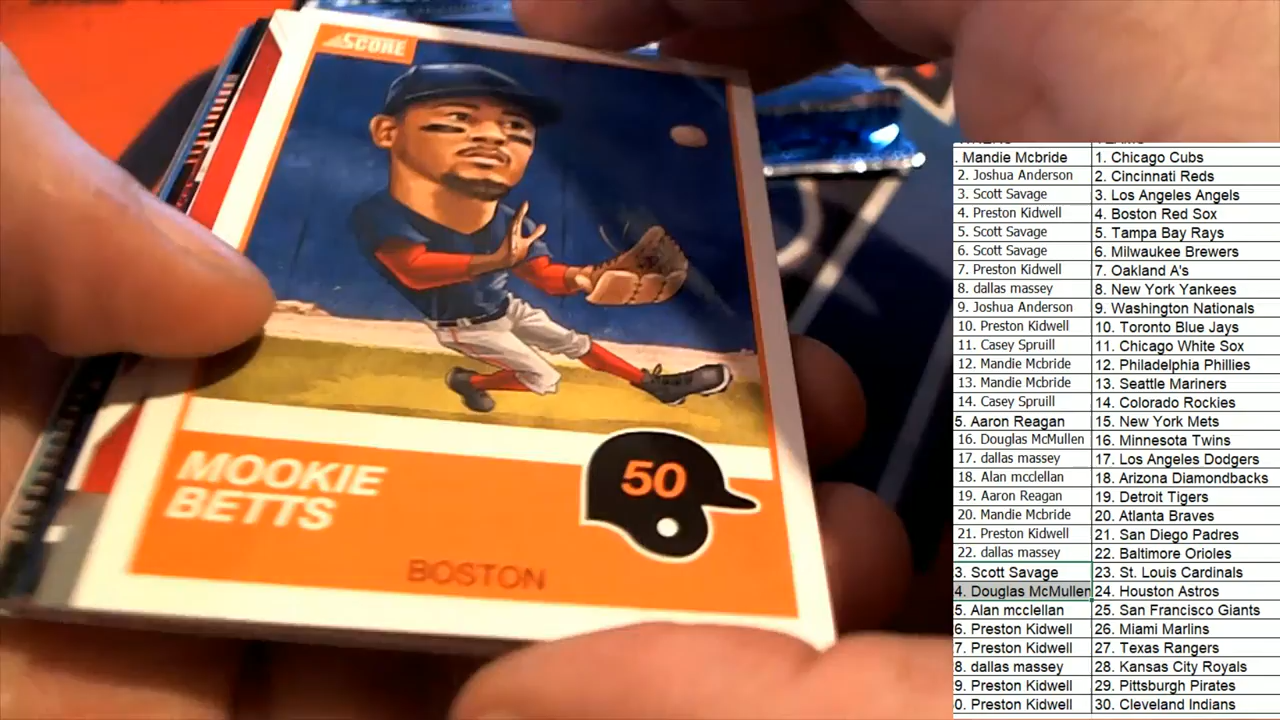 SCORE
MOOKIE
BETTS
50
BOSTON
. Mandie Mcbride 1. Chicago Cubs
2. Joshua Anderson 2. Cincinnati Reds
3. Scott Savage 3. Los Angeles Angels
4. Preston Kidwell 4. Boston Red Sox
5. Scott Savage 5. Tampa Bay Rays
6. Scott Savage 6. Milwaukee Brewers
7. Preston Kidwell 7. Oakland A's
8. dallas massey 8. New York Yankees
9. Joshua Anderson 9. Washington Nationals
10. Preston Kidwell 10. Toronto Blue Jays
11. Casey Spruill 11. Chicago White Sox
12. Mandie Mcbride 12. Philadelphia Phillies
13. Mandie Mcbride 13. Seattle Mariners
14. Casey Spruill 14. Colorado Rockies
5. Aaron Reagan 15. New York Mets
16. Douglas McMullen 16. Minnesota Twins
17. dallas massey 17. Los Angeles Dodgers
18. Alan mcclellan 18. Arizona Diamondbacks
19. Aaron Reagan 19. Detroit Tigers
20. Mandie Mcbride 20. Atlanta Braves
21. Preston Kidwell 21. San Diego Padres
22. dallas massey 22. Baltimore Orioles
3. Scott Savage 23. St. Louis Cardinals
4. Douglas McMullen 24. Houston Astros
5. Alan mcclellan 25. San Francisco Giants
6. Preston Kidwell 26. Miami Marlins
7. Preston Kidwell 27. Texas Rangers
8. dallas massey 28. Kansas City Royals
9. Preston Kidwell 29. Pittsburgh Pirates
0. Preston Kidwell 30. Cleveland Indians